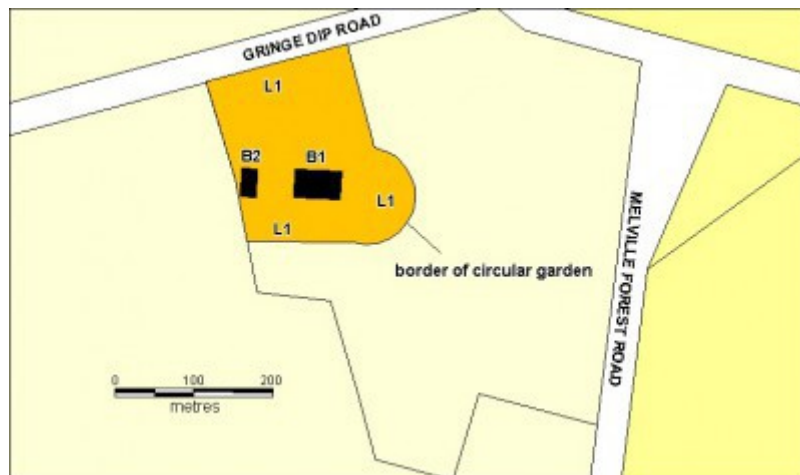 GRINGE DIP ROAD
L1
B2
B1
L1
L1
MELVILLE FOREST ROAD
border of circular garden
0 100 200
metres